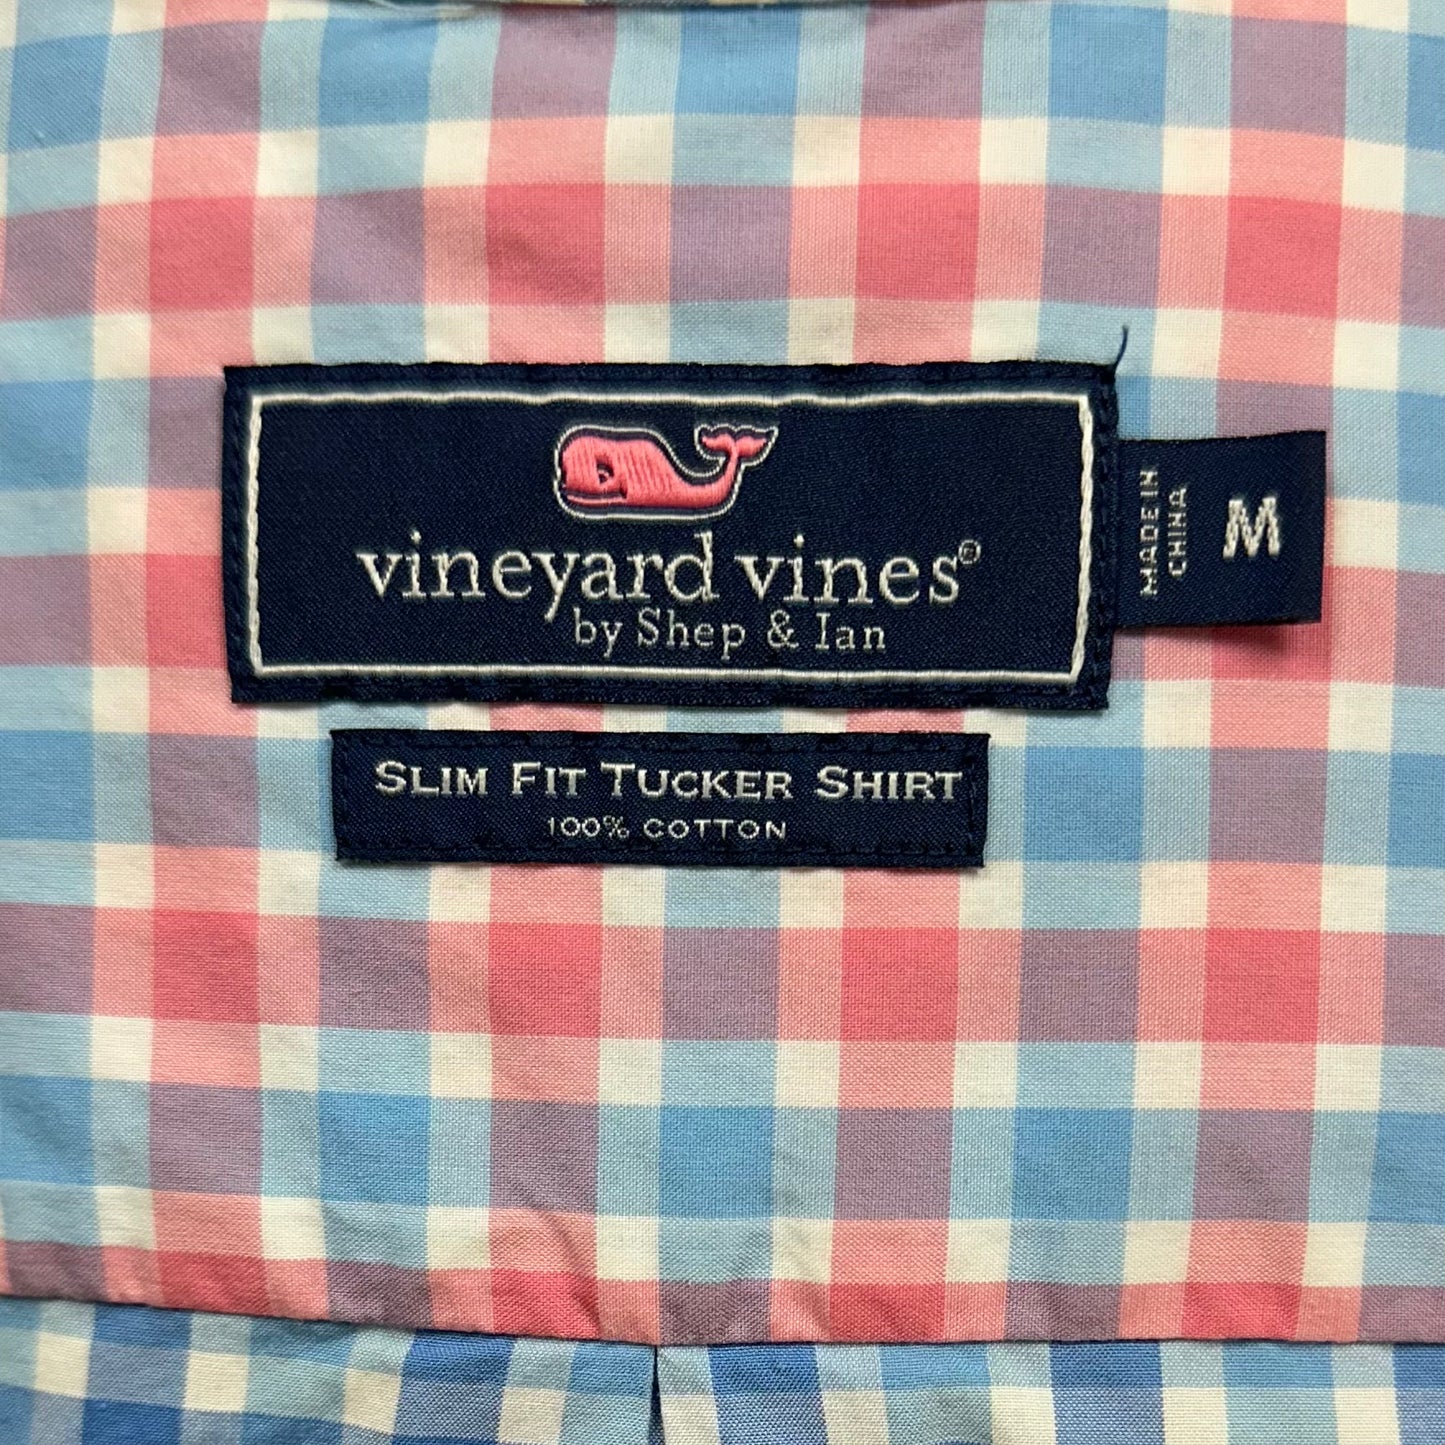 vineyard vines®
by Shep & Ian
MADE IN
CHINA
M
SLIM FIT TUCKER SHIRT
100% COTTON